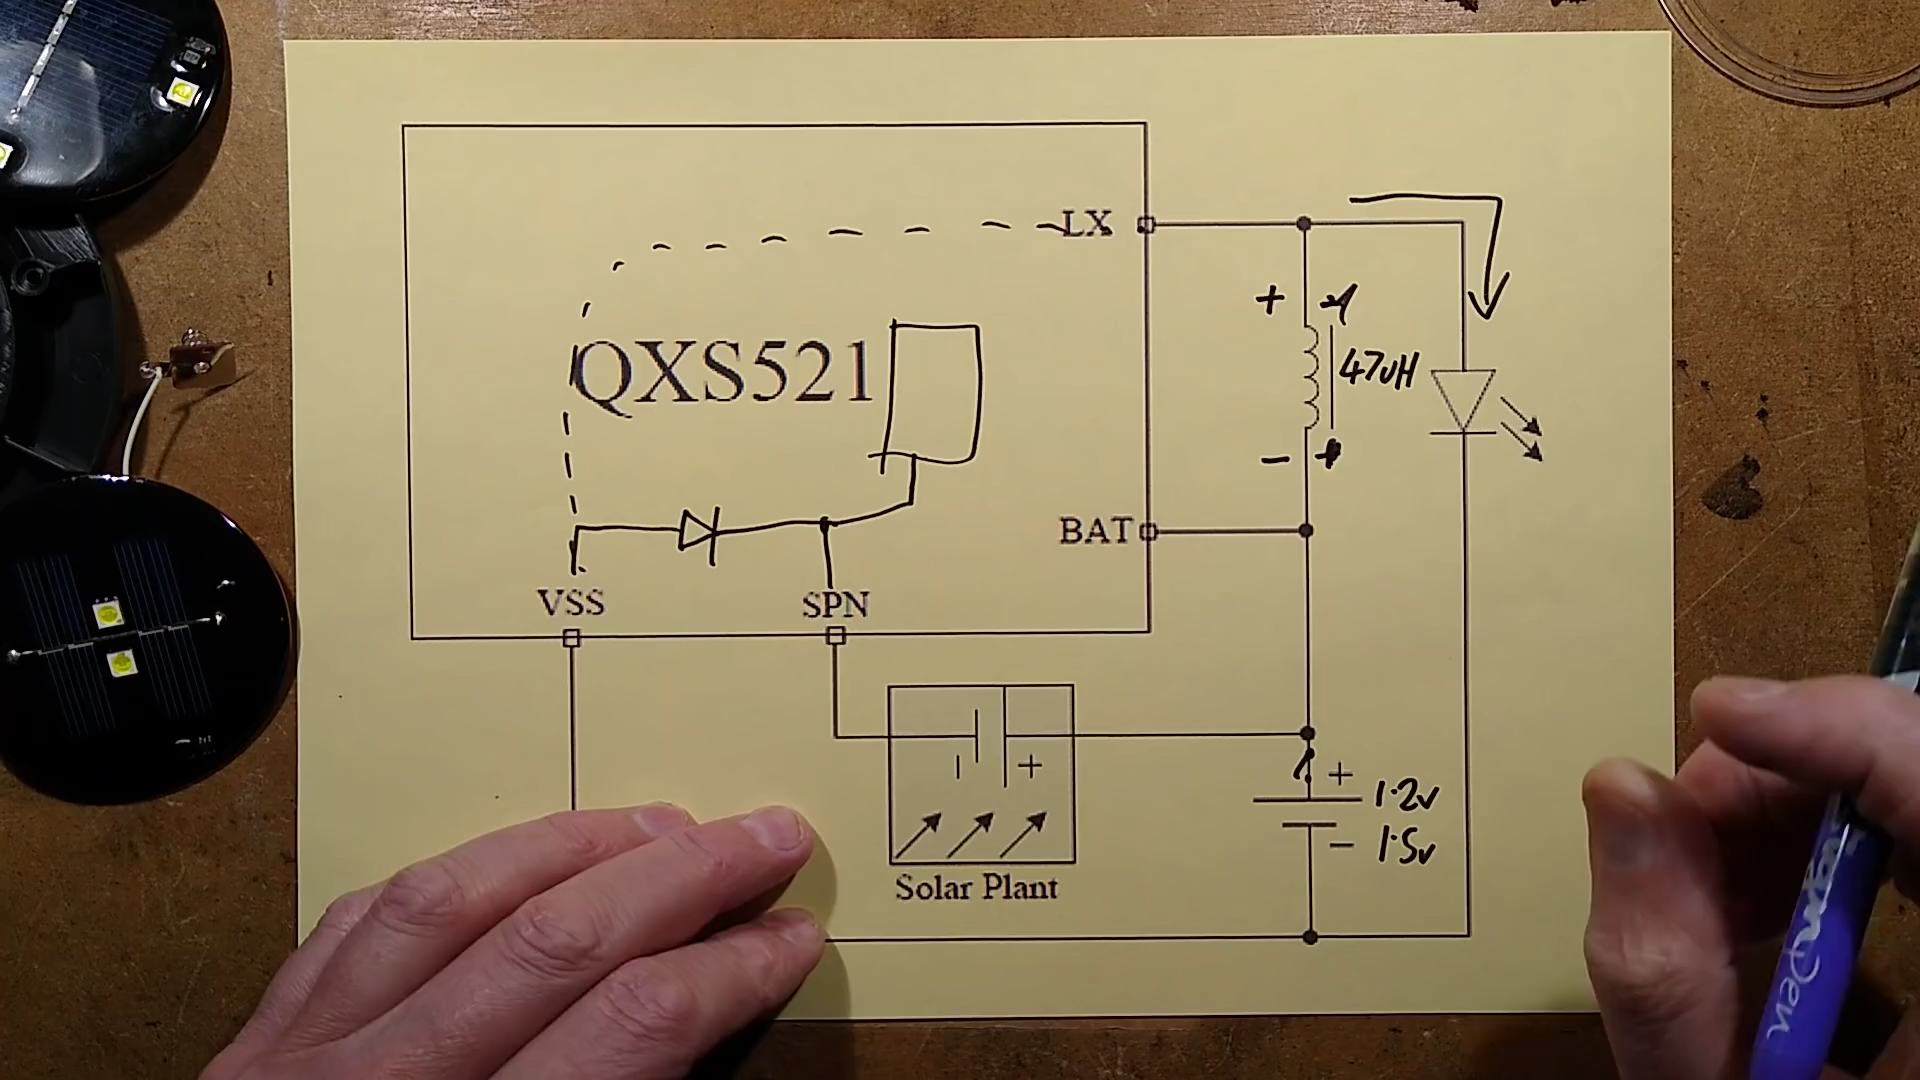 LX
+ -
QXS521
47uH
- +
BAT
VSS
SPN
- +
+ 1.2v
- 1.5v
Solar Plant